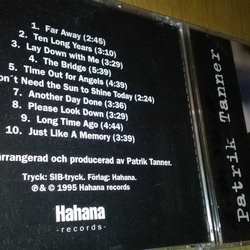 1. Far Away (2:45)
2. Ten Long Years (3:10)
3. Lay Down with Me (3:29)
4. The Bridge (5:39)
5. Time Out for Angels (4:39)
Don´t Need the Sun to Shine Today (2:24)
7. Another Day Done (3:36)
8. Please Look Down (3:29)
9. Long Time Ago (4:44)
10. Just Like A Memory (3:39)
arrangerad och producerad av Patrik Tanner.
Tryck: SIB-tryck. Förlag: Hahana.
℗ & © 1995 Hahana records
Hahana
-records-
Patrik Tanner